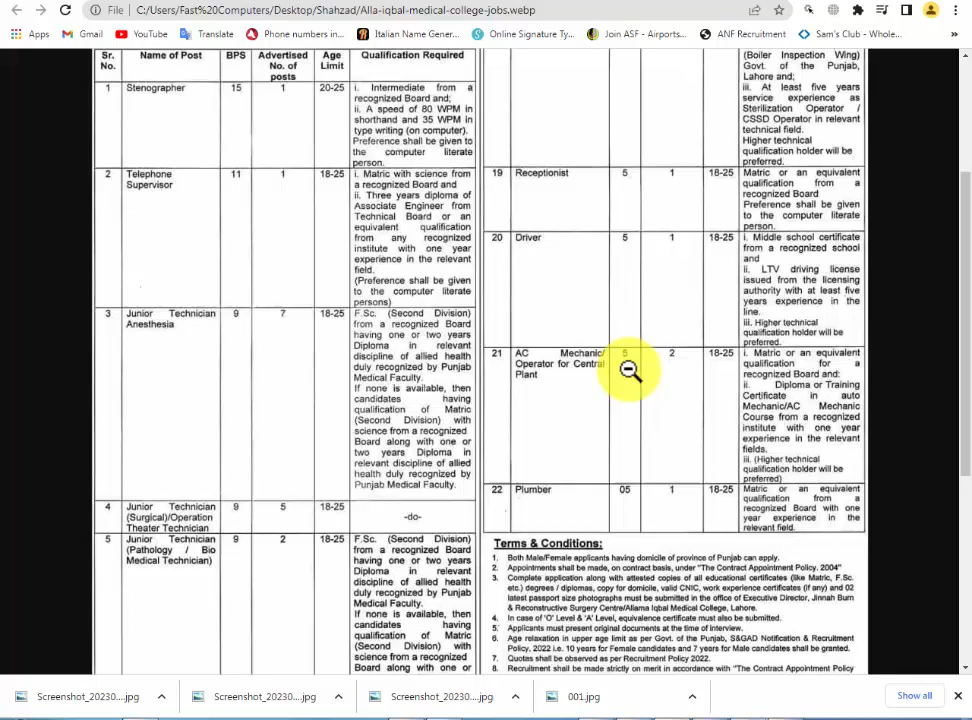 File | C:/Users/Fast%20Computers/Desktop/Shahzad/Alla-iqbal-medical-college-jobs.webp
Apps Gmail YouTube Translate Phone numbers in... Italian Name Gener... Online Signature Ty... Join ASF - Airports... ANF Recruitment Sam's Club - Whole... »
Sr. No. Name of Post BPS Advertised No. of posts Age Limit Qualification Required
1 Stenographer 15 1 20-25 i. Intermediate from a
recognized Board and;
ii. A speed of 80 WPM in
shorthand and 35 WPM in
type writing (on computer).
Preference shall be given to
the computer literate
person.
2 Telephone Supervisor 11 1 18-25 i. Matric with science from
a recognized Board and
ii. Three years diploma of
Associate Engineer from
Technical Board or an
equivalent qualification
from any recognized
institute with one year
experience in the relevant
field.
(Preference shall be given
to the computer literate
persons)
3 Junior Technician Anesthesia 9 7 18-25 F.Sc. (Second Division)
from a recognized Board
having one or two years
Diploma in relevant
discipline of allied health
duly recognized by Punjab
Medical Faculty.
If none is available, then
candidates having
qualification of Matric
(Second Division) with
science from a recognized
Board along with one or
two years Diploma in
relevant discipline of allied
health duly recognized by
Punjab Medical Faculty.
4 Junior Technician (Surgical)/Operation Theater Technician 9 5 18-25 -do-
5 Junior Technician (Pathology / Bio Medical Technician) 9 2 18-25 F.Sc. (Second Division)
from a recognized Board
having one or two years
Diploma in relevant
discipline of allied health
duly recognized by Punjab
Medical Faculty.
If none is available, then
candidates having
qualification of Matric
(Second Division) with
science from a recognized
Board along with one or
(Boiler Inspection Wing)
Govt. of the Punjab,
Lahore and;
iii. At least five years
service experience as
Sterilization Operator /
CSSD Operator in relevant
technical field.
Higher technical
qualification holder will be
preferred.
19 Receptionist 5 1 18-25 Matric or an equivalent
qualification from a
recognized Board
Preference shall be given
to the computer literate
person.
20 Driver 5 1 18-25 i. Middle school certificate
from a recognized school
and
ii. LTV driving license
issued from the licensing
authority with at least five
years experience in the
line.
iii. Higher technical
qualification holder will be
preferred.
21 AC Mechanic/ Operator for Central Plant 5 2 18-25 i. Matric or an equivalent
qualification for a
recognized Board and:
ii. Diploma or Training
Certificate in auto
Mechanic/AC Mechanic
Course from a recognized
institute with one year
experience in the relevant
fields.
iii. (Higher technical
qualification holder will be
preferred)
22 Plumber 05 1 18-25 Matric or an equivalent
qualification from a
recognized Board with one
year experience in the
relevant field.
Terms & Conditions:
1. Both Male/Female applicants having domicile of province of Punjab can apply.
2. Appointments shall be made, on contract basis, under "The Contract Appointment Policy. 2004"
3. Complete application along with attested copies of all educational certificates (like Matric, F.Sc.
etc.) degrees / diplomas, copy for domicile, valid CNIC, work experience certificates (if any) and 02
latest passport size photographs must be submitted in the office of Executive Director, Jinnah Burn
& Reconstructive Surgery Centre/Allama Iqbal Medical College, Lahore.
4. In case of 'O' Level & 'A' Level, equivalence certificate must also be submitted.
5. Applicants must present original documents at the time of Interview.
6. Age relaxation in upper age limit as per Govt. of the Punjab, S&GAD Notification & Recruitment
Policy, 2022 i.e. 10 years for Female candidates and 7 years for Male candidates shall be granted.
7. Quotas shall be observed as per Recruitment Policy 2022.
8. Recruitment shall be made strictly on merit in accordance with "The Contract Appointment Policy
Screenshot_20230....jpg Screenshot_20230....jpg Screenshot_20230....jpg 001.jpg Show all